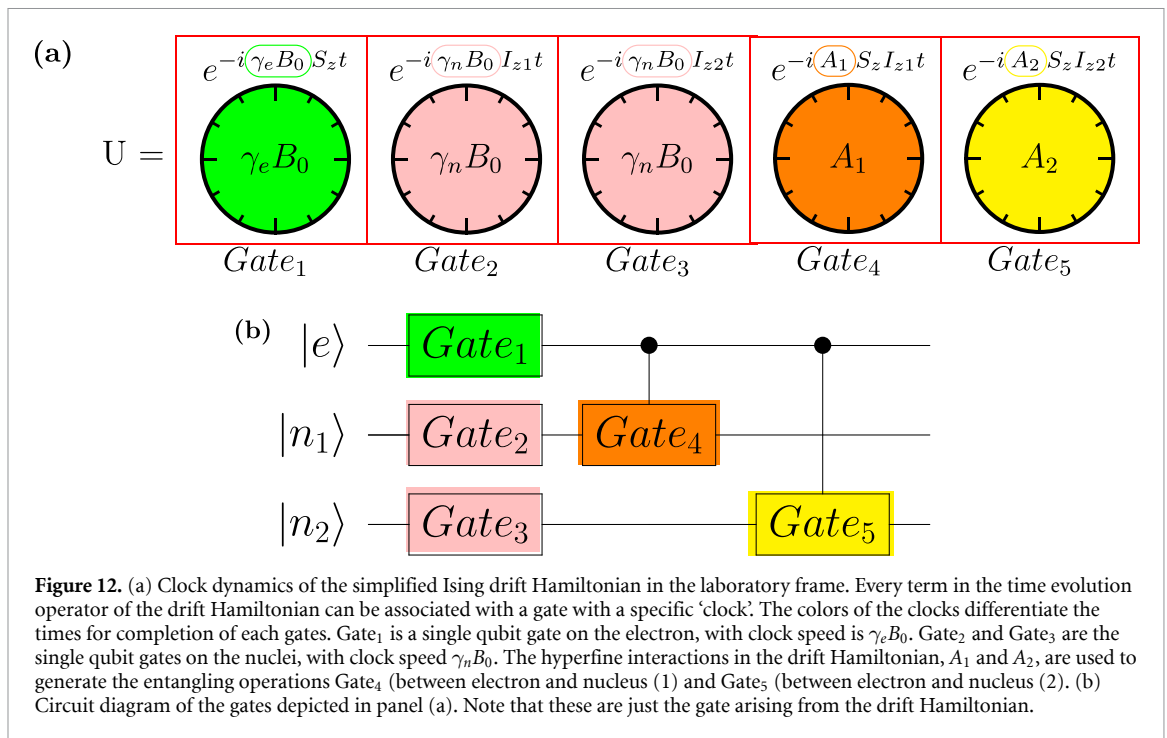 (a)
e^{-iγ_eB_0S_zt} e^{-iγ_nB_0I_{z1}t} e^{-iγ_nB_0I_{z2}t} e^{-iA_1S_zI_{z1}t} e^{-iA_2S_zI_{z2}t}
U = γ_eB_0 γ_nB_0 γ_nB_0 A_1 A_2
Gate_1 Gate_2 Gate_3 Gate_4 Gate_5
(b)
|e⟩ Gate_1
|n_1⟩ Gate_2 Gate_4
|n_2⟩ Gate_3 Gate_5
Figure 12. (a) Clock dynamics of the simplified Ising drift Hamiltonian in the laboratory frame. Every term in the time evolution
operator of the drift Hamiltonian can be associated with a gate with a specific ‘clock’. The colors of the clocks differentiate the
times for completion of each gates. Gate_1 is a single qubit gate on the electron, with clock speed is γ_eB_0. Gate_2 and Gate_3 are the
single qubit gates on the nuclei, with clock speed γ_nB_0. The hyperfine interactions in the drift Hamiltonian, A_1 and A_2, are used to
generate the entangling operations Gate_4 (between electron and nucleus (1) and Gate_5 (between electron and nucleus (2). (b)
Circuit diagram of the gates depicted in panel (a). Note that these are just the gate arising from the drift Hamiltonian.